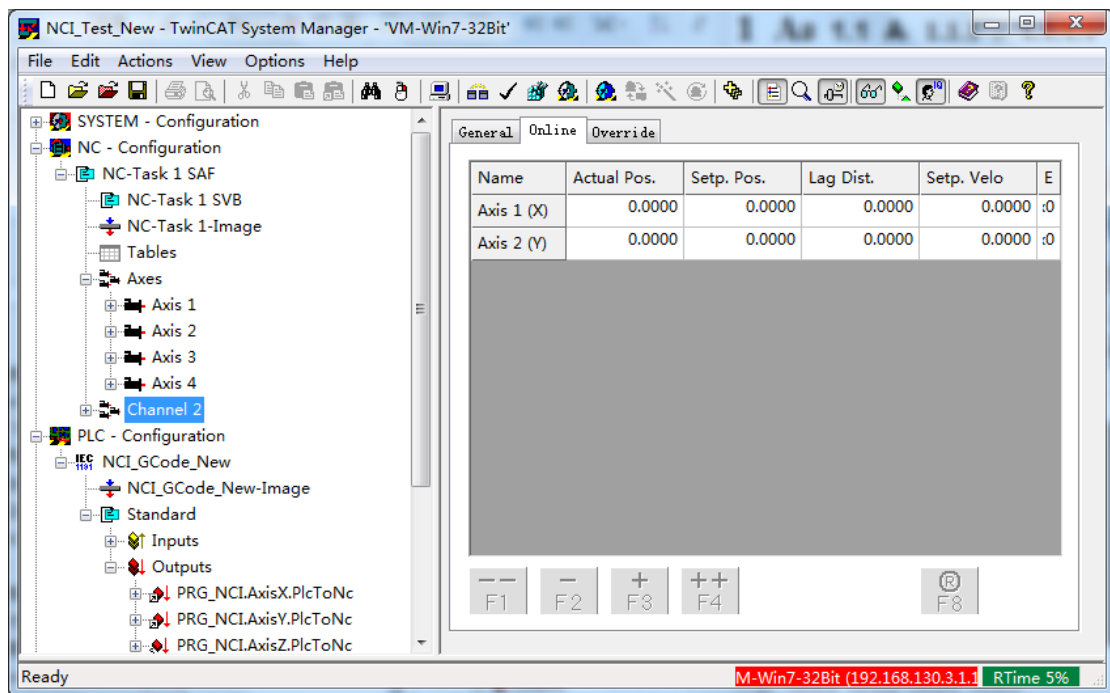 NCI_Test_New - TwinCAT System Manager - 'VM-Win7-32Bit'
File Edit Actions View Options Help
SYSTEM - Configuration
NC - Configuration
NC-Task 1 SAF
NC-Task 1 SVB
NC-Task 1-Image
Tables
Axes
Axis 1
Axis 2
Axis 3
Axis 4
Channel 2
PLC - Configuration
IEC 1131 NCI_GCode_New
NCI_GCode_New-Image
Standard
Inputs
Outputs
PRG_NCI.AxisX.PlcToNc
PRG_NCI.AxisY.PlcToNc
PRG_NCI.AxisZ.PlcToNc
General Online Override
Name Actual Pos. Setp. Pos. Lag Dist. Setp. Velo E
Axis 1 (X) 0.0000 0.0000 0.0000 0.0000 :0
Axis 2 (Y) 0.0000 0.0000 0.0000 0.0000 :0
-- - + ++ ®
F1 F2 F3 F4 F8
Ready M-Win7-32Bit (192.168.130.3.1.1 RTime 5%